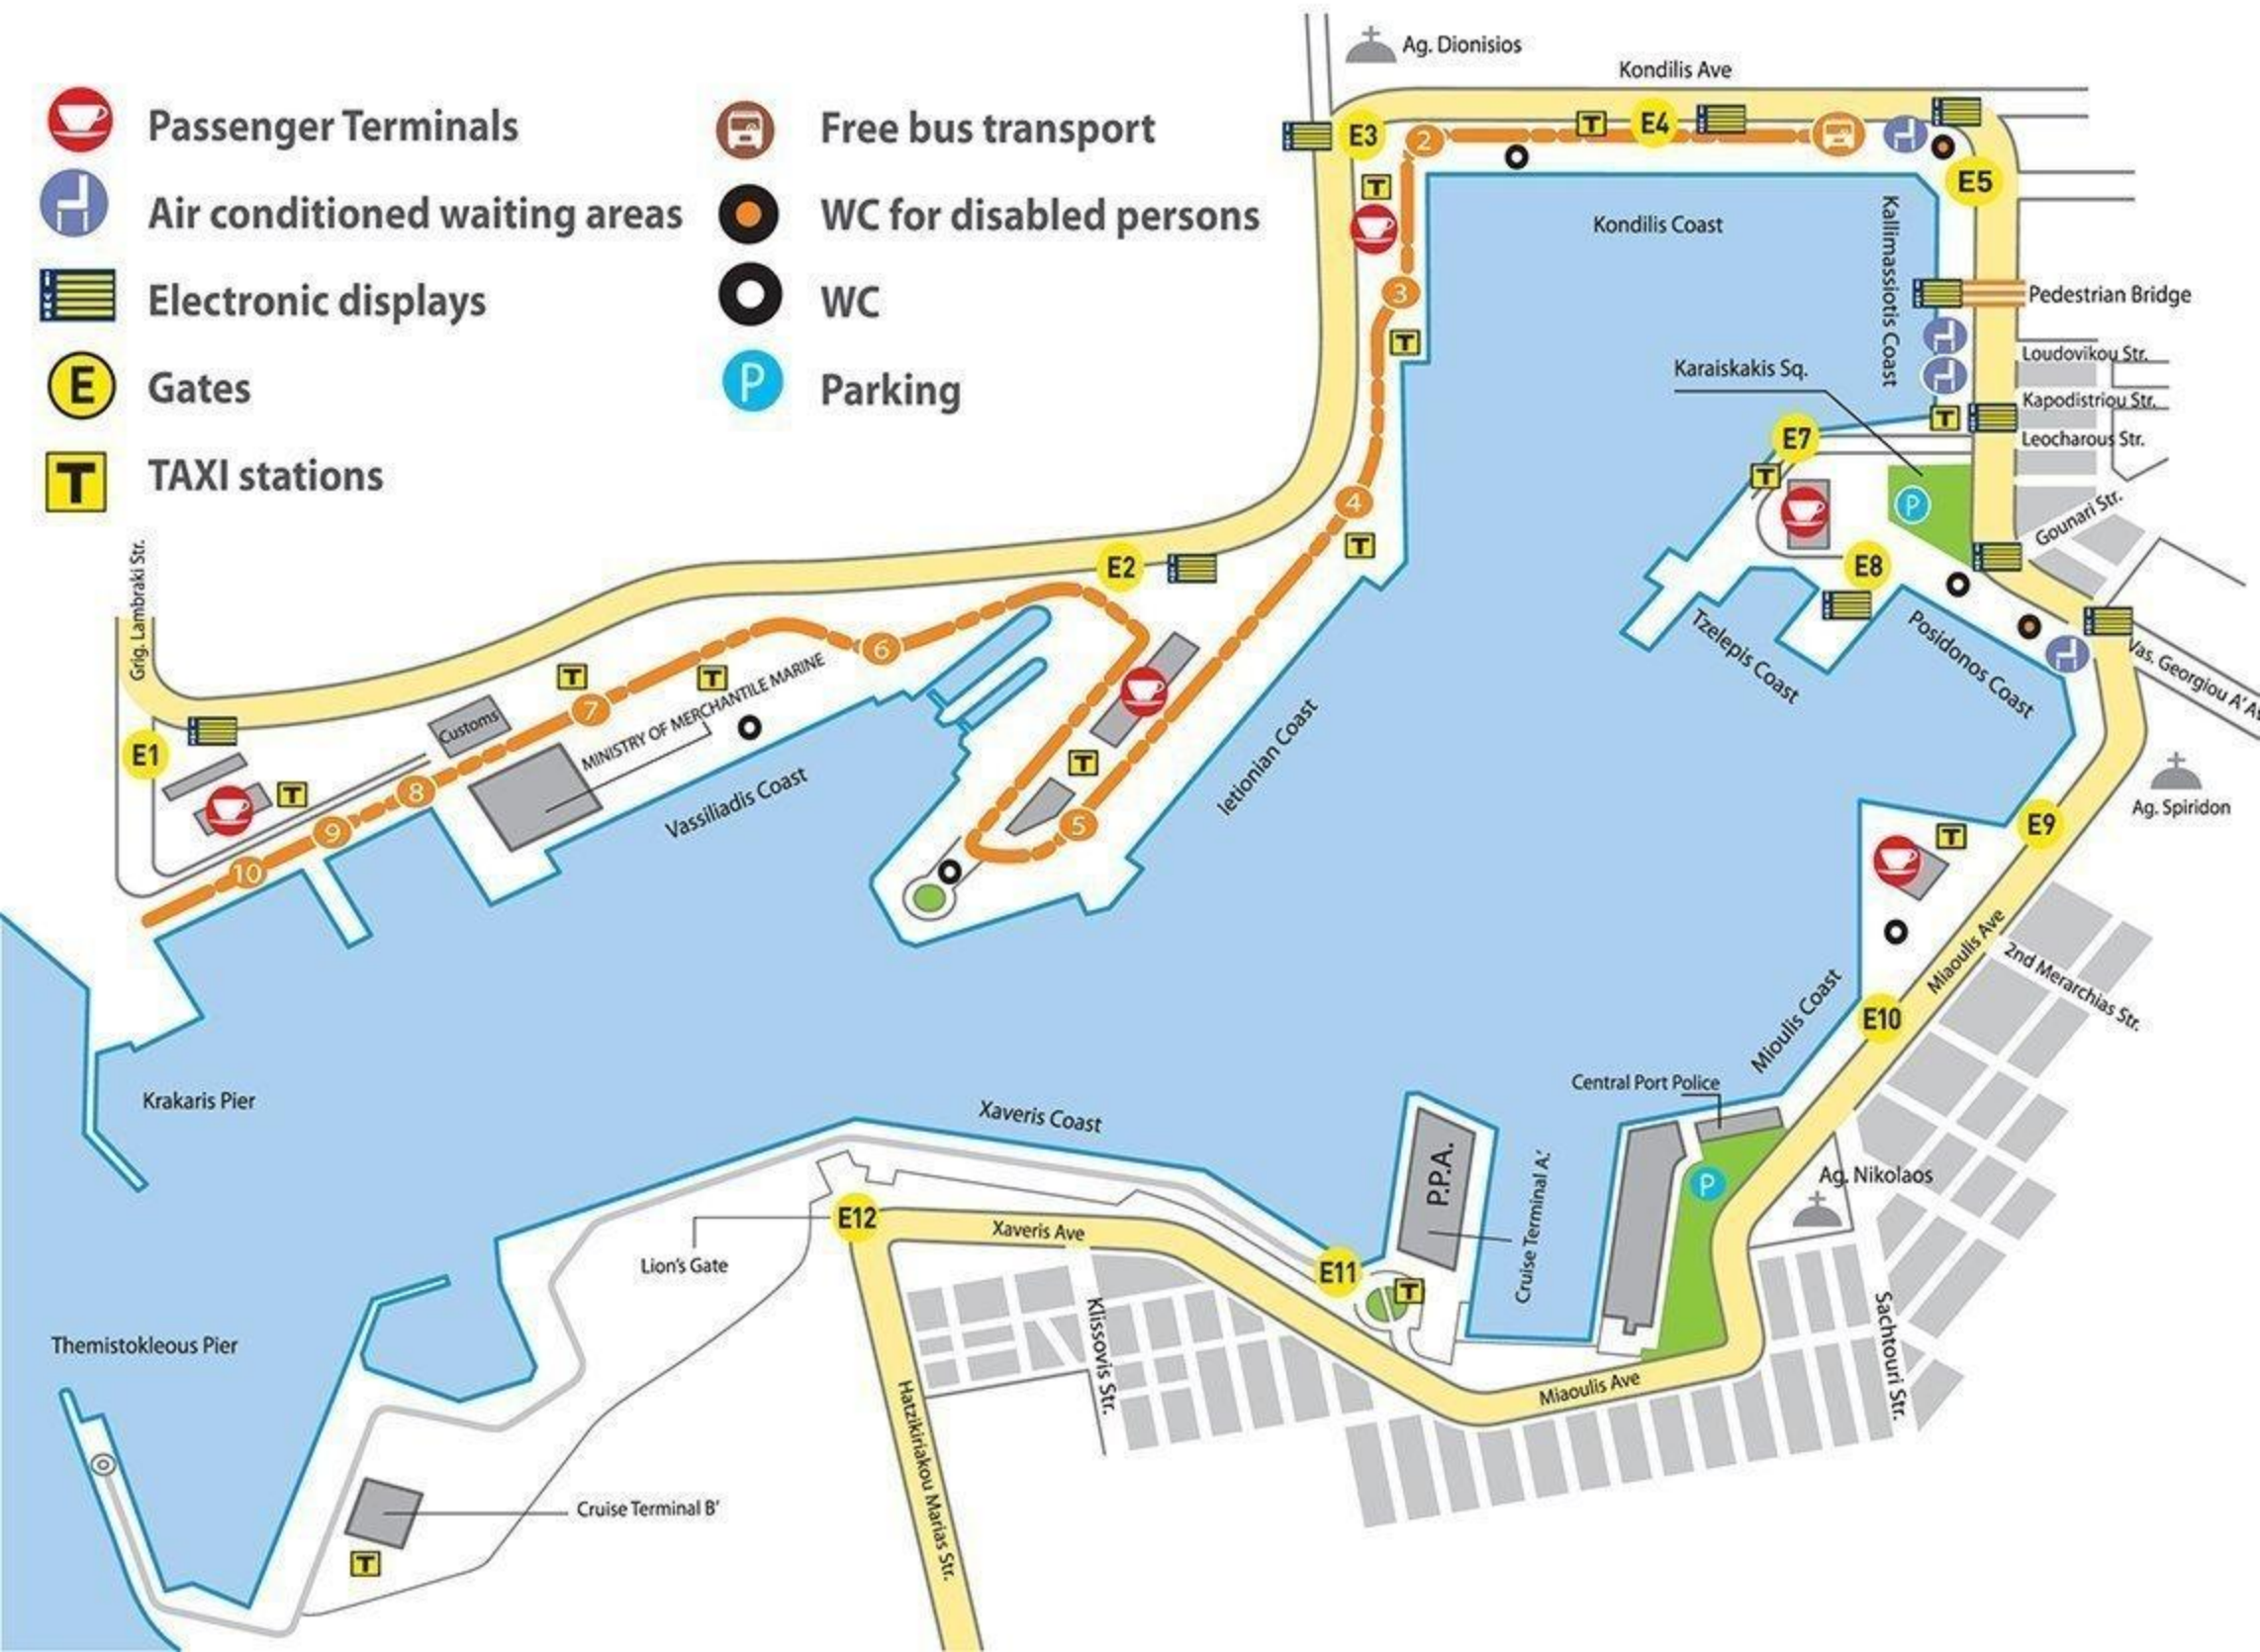 Passenger Terminals
Air conditioned waiting areas
Electronic displays
E
Gates
T
TAXI stations
Free bus transport
WC for disabled persons
WC
P
Parking
Ag. Dionisios
Kondilis Ave
E3
2
T
E4
E5
T
Kondilis Coast
Kallimassiotis Coast
3
Pedestrian Bridge
T
Loudovikou Str.
Karaiskakis Sq.
Kapodistriou Str.
T
E7
Leocharous Str.
T
P
4
Gounari Str.
T
E2
E8
Grig. Lambraki Str.
Tzelepis Coast
Posidonos Coast
Vas. Georgiou A' A
6
T
T
7
MINISTRY OF MERCHANTILE MARINE
Customs
E1
T
8
Vassiliadis Coast
T
Ietionian Coast
5
9
10
Ag. Spiridon
E9
T
Miaoulis Ave
2nd Merarchias Str.
E10
Mioulis Coast
Central Port Police
Krakaris Pier
Xaveris Coast
P.P.A.
Cruise Terminal A'
P
Ag. Nikolaos
E12
Xaveris Ave
Lion's Gate
E11
T
Klissovis Str.
Sachtouri Str.
Themistokleous Pier
Miaoulis Ave
Hatzikiriakou Marias Str.
Cruise Terminal B'
T